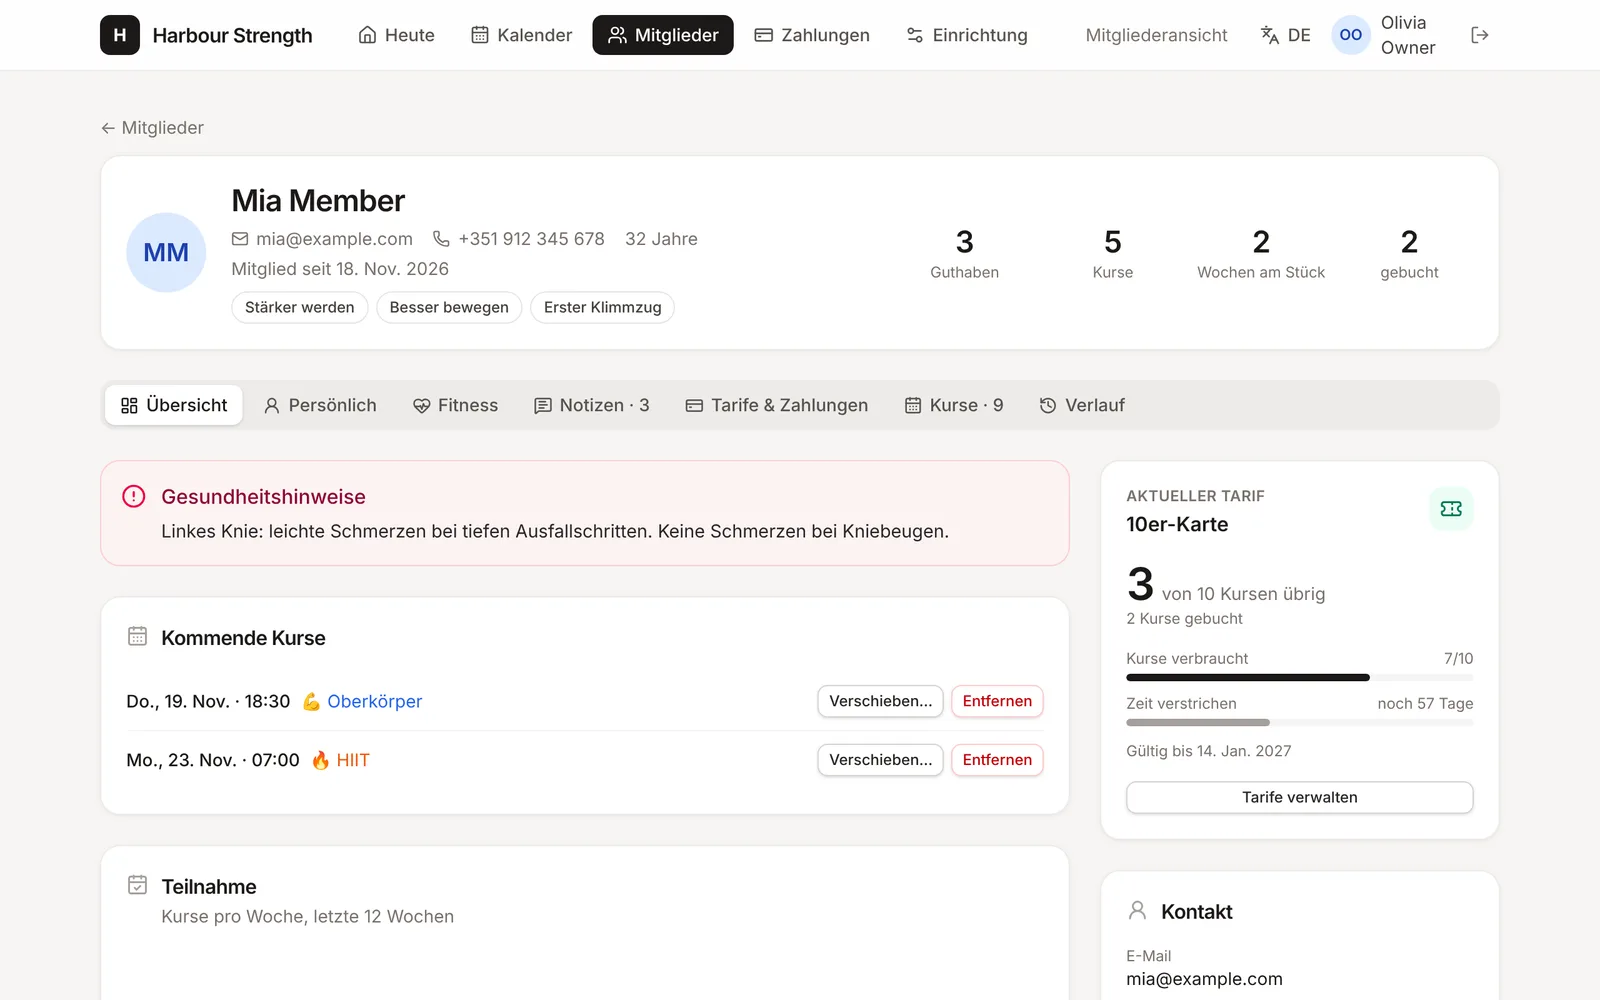 H Harbour Strength Heute Kalender Mitglieder Zahlungen Einrichtung Mitgliederansicht DE OO Olivia Owner
← Mitglieder
MM
Mia Member
mia@example.com +351 912 345 678 32 Jahre
Mitglied seit 18. Nov. 2026
Stärker werden Besser bewegen Erster Klimmzug
3 5 2 2
Guthaben Kurse Wochen am Stück gebucht
Übersicht Persönlich Fitness Notizen · 3 Tarife & Zahlungen Kurse · 9 Verlauf
Gesundheitshinweise
Linkes Knie: leichte Schmerzen bei tiefen Ausfallschritten. Keine Schmerzen bei Kniebeugen.
Kommende Kurse
Do., 19. Nov. · 18:30 💪 Oberkörper Verschieben... Entfernen
Mo., 23. Nov. · 07:00 🔥 HIIT Verschieben... Entfernen
Teilnahme
Kurse pro Woche, letzte 12 Wochen
AKTUELLER TARIF
10er-Karte
3 von 10 Kursen übrig
2 Kurse gebucht
Kurse verbraucht 7/10
Zeit verstrichen noch 57 Tage
Gültig bis 14. Jan. 2027
Tarife verwalten
Kontakt
E-Mail
mia@example.com